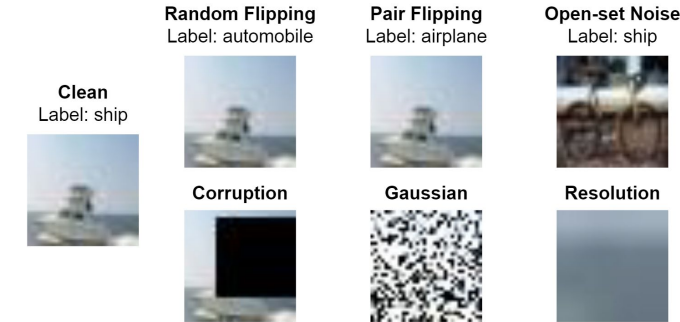 Clean
Label: ship
Random Flipping
Label: automobile
Pair Flipping
Label: airplane
Open-set Noise
Label: ship
Corruption
Gaussian
Resolution